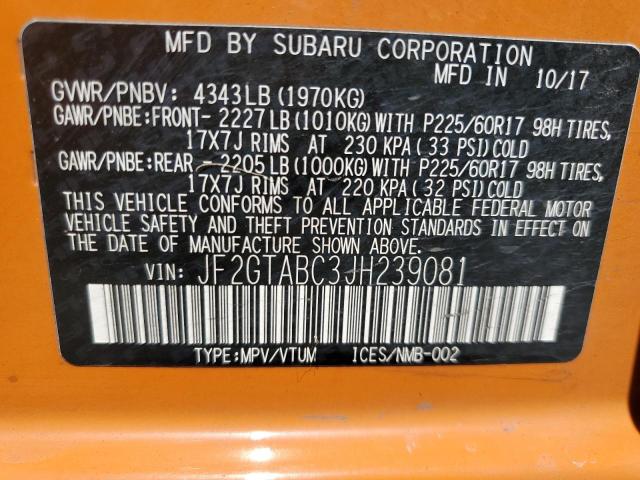 MFD BY SUBARU CORPORATION
MFD IN 10/17
GVWR/PNBV: 4343LB (1970KG)
GAWR/PNBE:FRONT- 2227LB(1010KG)WITH P225/60R17 98H TIRES,
17X7J RIMS AT 230 KPA(33 PSI)COLD
GAWR/PNBE:REAR -2205LB(1000KG)WITH P225/60R17 98H TIRES,
17X7J RIMS AT 220 KPA(32 PSI)COLD
THIS VEHICLE CONFORMS TO ALL APPLICABLE FEDERAL MOTOR
VEHICLE SAFETY AND THEFT PREVENTION STANDARDS IN EFFECT ON
THE DATE OF MANUFACTURE SHOWN ABOVE.
VIN: JF2GTABC3JH239081
TYPE:MPV/VTUM ICES/NMB-002